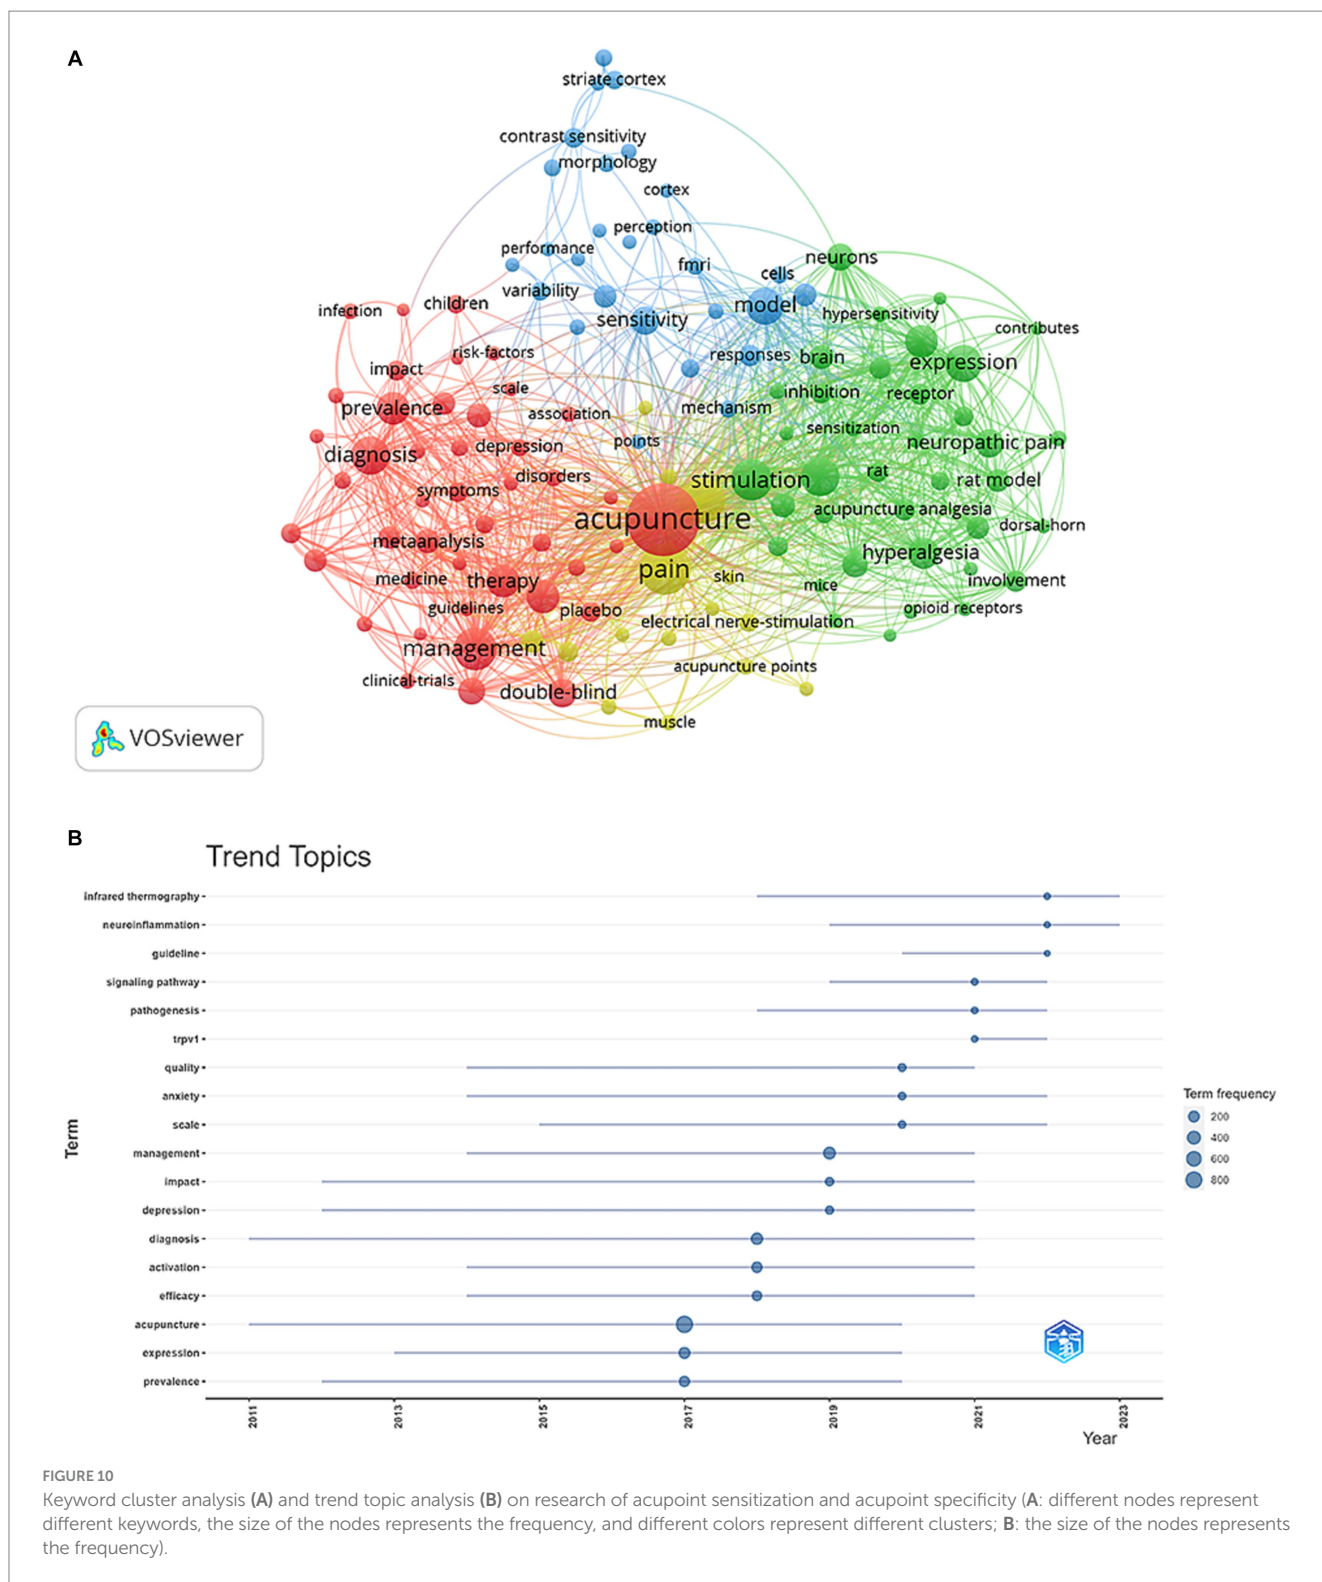 A
striate cortex
contrast sensitivity
morphology
cortex
perception
performance
neurons
fmri
cells
variability
model
infection
children
sensitivity
hypersensitivity
contributes
risk-factors
responses
brain
expression
impact
scale
inhibition
receptor
prevalence
association
mechanism
sensitization
points
neuropathic pain
diagnosis
depression
disorders
stimulation
rat
rat model
symptoms
acupuncture
acupuncture analgesia
dorsal-horn
metaanalysis
hyperalgesia
medicine
therapy
pain
skin
mice
involvement
guidelines
placebo
electrical nerve-stimulation
opioid receptors
management
acupuncture points
clinical-trials
double-blind
muscle
VOSviewer
B
Trend Topics
infrared thermography
neuroinflammation
guideline
signaling pathway
pathogenesis
trpv1
quality
anxiety
scale
management
impact
depression
diagnosis
activation
efficacy
acupuncture
expression
prevalence
Term
Term frequency
200
400
600
800
2011
2013
2015
2017
2019
2021
2023
Year
FIGURE 10
Keyword cluster analysis (A) and trend topic analysis (B) on research of acupoint sensitization and acupoint specificity (A: different nodes represent
different keywords, the size of the nodes represents the frequency, and different colors represent different clusters; B: the size of the nodes represents
the frequency).